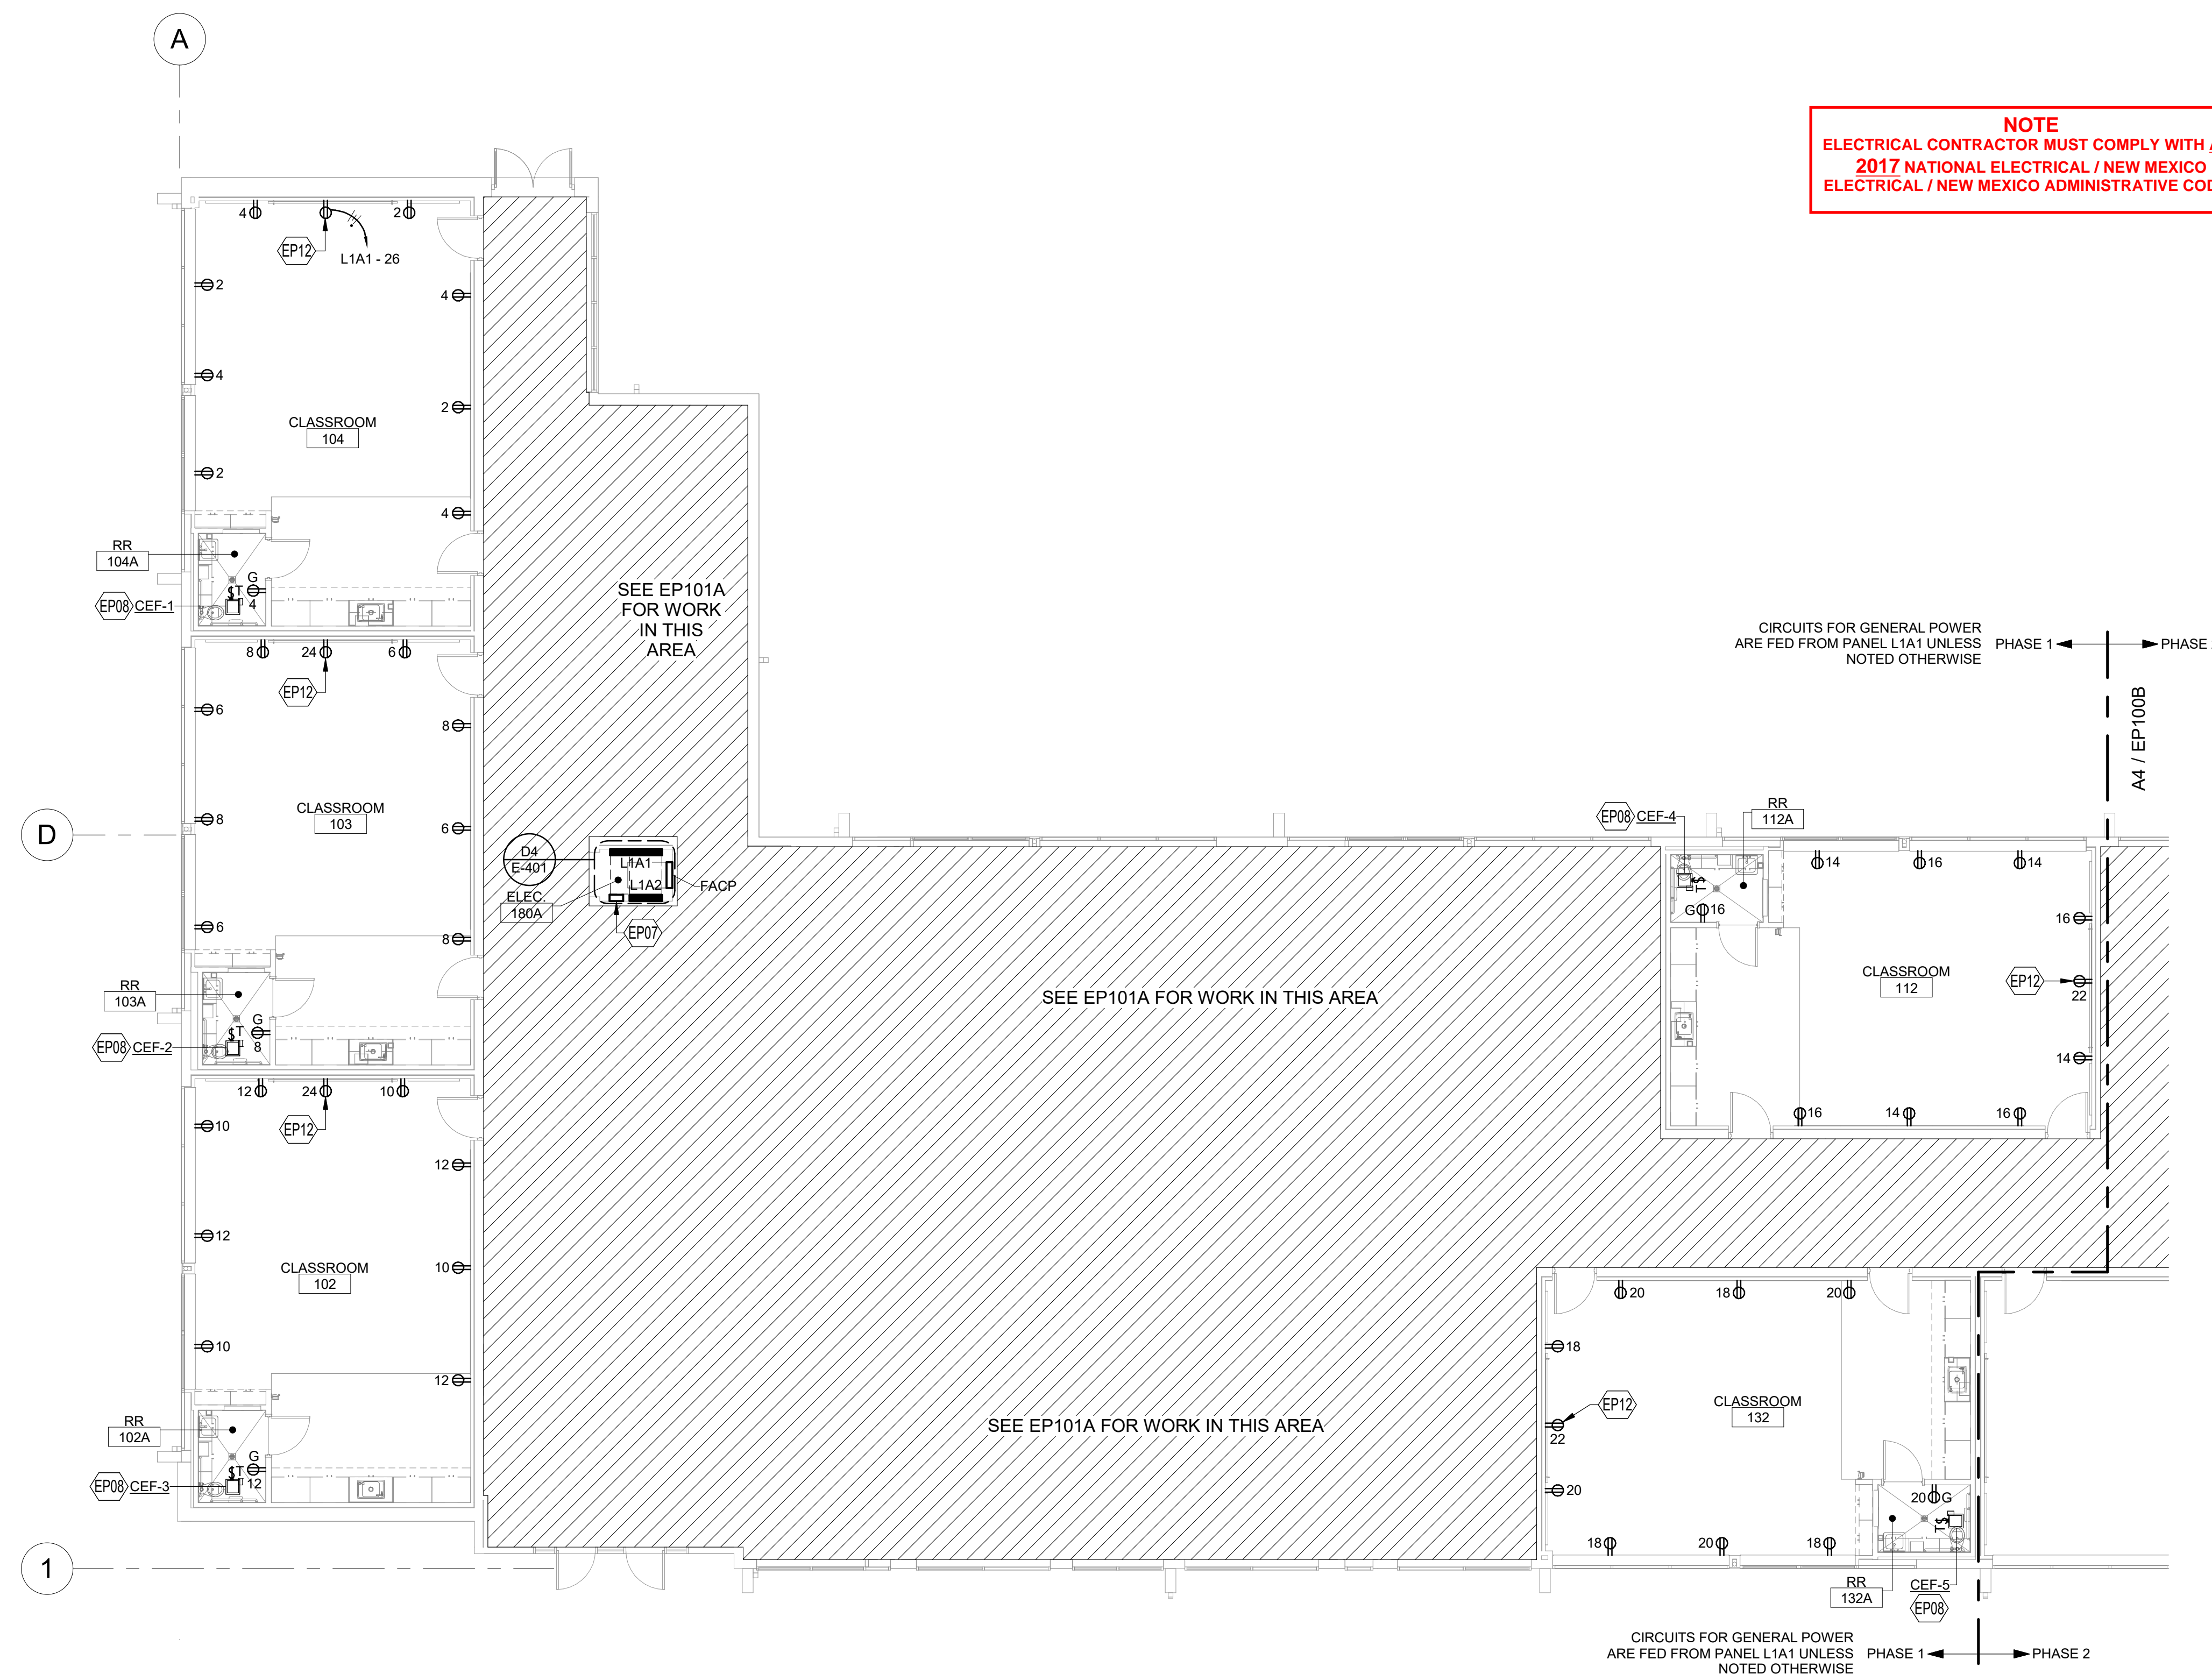 A
NOTE
ELECTRICAL CONTRACTOR MUST COMPLY WITH
2017 NATIONAL ELECTRICAL / NEW MEXICO
ELECTRICAL / NEW MEXICO ADMINISTRATIVE
4
2
EP12
L1A1 - 26
2
4
4
2
CLASSROOM
104
2
4
RR
104A
G
$T
4
EP08 CEF-1
SEE EP101A
FOR WORK
IN THIS
AREA
8
24
6
EP12
6
8
CLASSROOM
103
8
6
6
8
RR
103A
G
$T
8
EP08 CEF-2
D
D4
E-401
L1A1
L1A2
FACP
ELEC.
180A
EP07
12
24
10
EP12
10
12
12
10
CLASSROOM
102
10
12
RR
102A
G
$T
12
EP08 CEF-3
1
SEE EP101A FOR WORK IN THIS AREA
SEE EP101A FOR WORK IN THIS AREA
CIRCUITS FOR GENERAL POWER
ARE FED FROM PANEL L1A1 UNLESS
NOTED OTHERWISE
PHASE 1
PHASE
A4 / EP100B
EP08 CEF-4
RR
112A
T$
G
16
14
16
14
16
CLASSROOM
112
EP12
22
14
16
14
16
20
18
20
18
EP12
22
CLASSROOM
132
20
20
G
T$
18
20
18
RR
132A
CEF-5
EP08
CIRCUITS FOR GENERAL POWER
ARE FED FROM PANEL L1A1 UNLESS
NOTED OTHERWISE
PHASE 1
PHASE 2